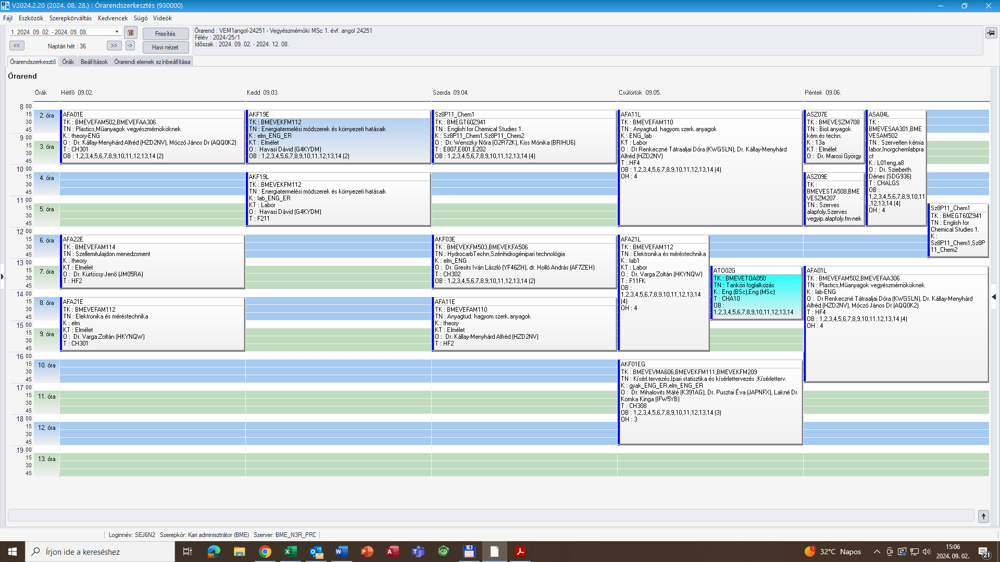 V2024.2.20 (2024. 08. 28.) : Órarendszerkesztés (930000)
Fájl Eszközök Szerepkörváltás Kedvencek Súgó Videók
1. 2024. 09. 02. - 2024. 09. 08.
<< Naptári hét : 36 >> ->
Frissítés
Havi nézet
Órarend : VEM1angol-24251 - Vegyészmérnöki MSc 1. évf. angol 24251
Félév : 2024/25/1
Időszak : 2024. 09. 02. - 2024. 12. 08.
Órarendszerkesztő Órák Beállítások Órarendi elemek színbeállítása
Órarend
Órák Hétfő 09.02. Kedd 09.03. Szerda 09.04. Csütörtök 09.05. Péntek 09.06.
8 00
15
30
45
9 00
15
30
45
10 00
15
30
45
11 00
15
30
45
12 00
15
30
45
13 00
15
30
45
14 00
15
30
45
15 00
15
30
45
16 00
15
30
45
17 00
15
30
45
18 00
15
30
45
19 00
15
30
45
2. óra
3. óra
4. óra
5. óra
6. óra
7. óra
8. óra
9. óra
10. óra
11. óra
12. óra
13. óra
AFA01E
TK : BMEVEFAM502,BMEVEFAA306
TN : Plastics,Műanyagok vegyészmérnököknek
K : theory-ENG
O : Dr. Kállay-Menyhárd Alfréd (HZD2NV), Móczó János Dr (AQQ0K2)
T : CH301
OB : 1,2,3,4,5,6,7,8,9,10,11,12,13,14 (2)
AFA22E
TK : BMEVEFAM114
TN : Szellemitulajdon menedzsment
K : theory
KT : Elmélet
O : Dr. Kürtössy Jenő (JM05RA)
T : HF2
AFA21E
TK : BMEVEFAM112
TN : Elektronika és méréstechnika
K : elm
KT : Elmélet
O : Dr. Varga Zoltán (HKYNQW)
T : CH301
AKF19E
TK : BMEVEKFM112
TN : Energiatermelési módszerek és környezeti hatásaik
K : elm_ENG_ER
KT : Elmélet
O : Havasi Dávid (G4KYDM)
OB : 1,2,3,4,5,6,7,8,9,10,11,12,13,14 (2)
AKF19L
TK : BMEVEKFM112
TN : Energiatermelési módszerek és környezeti hatásaik
K : lab_ENG_ER
KT : Labor
O : Havasi Dávid (G4KYDM)
T : F211
Sz8P11_Chem1
TK : BMEGT60Z941
TN : English for Chemical Studies 1.
K : Sz8P11_Chem1,Sz8P11_Chem2
O : Dr. Wenszky Nóra (O2R72K), Kiss Mónika (BRIHU6)
T : E807,E801,E202
OB : 1,2,3,4,5,6,7,8,9,10,11,12,13,14 (4)
AKF03E
TK : BMEVEKFM503,BMEVEKFA506
TN : HydrocarbTechn,Szénhidrogénipari technológia
K : elm_ENG
O : Dr. Gresits Iván László (YF46ZH), dr. Holló András (AF7ZEH)
T : CH302
OB : 1,2,3,4,5,6,7,8,9,10,11,12,13,14 (2)
AFA11E
TK : BMEVEFAM110
TN : Anyagtud. hagyom.szerk.anyagok
K : theory
KT : Elmélet
O : Dr. Kállay-Menyhárd Alfréd (HZD2NV)
T : HF2
AFA11L
TK : BMEVEFAM110
TN : Anyagtud. hagyom.szerk.anyagok
K : ENG_lab
KT : Labor
O : Dr Renkeczné Tátraaljai Dóra (KWGSLN), Dr. Kállay-Menyhárd
Alfréd (HZD2NV)
T : HF4
OB : 1,2,3,4,5,6,7,8,9,10,11,12,13,14 (4)
OH : 4
AFA21L
TK : BMEVEFAM112
TN : Elektronika és méréstechnika
K : lab1
KT : Labor
O : Dr. Varga Zoltán (HKYNQW)
T : F11FK
OB :
1,2,3,4,5,6,7,8,9,10,11,12,13,14
(4)
OH : 4
ATO02G
TK : BMEVETOA050
TN : Tanköri foglalkozás
K : Eng (BSc),Eng (MSc)
T : CHA10
OB :
1,2,3,4,5,6,7,8,9,10,11,12,13,14
AKF01EG
TK : BMEVEVMA606,BMEVEKFM111,BMEVEKFM209
TN : Kísérl.tervezés,Ipari statisztika és kísérlettervezés ,Kísérletterv.
K : gyak_ENG_ER,elm_ENG_ER
O : Dr. Mihalovits Máté (K391AG), Dr. Pusztai Éva (JAPNFX), Lakné Dr.
Komka Kinga (IFW5YB)
T : CH308
OB : 1,2,3,4,5,6,7,8,9,10,11,12,13,14 (3)
OH : 3
ASZ07E
TK : BMEVESZM708
TN : Biol.anyagok
kém.és techn.
K : 13a
KT : Elmélet
O : Dr. Marosi György
ASZ09E
TK :
BMEVESTA508,BME
VESZM207
TN : Szerves
alapfoly,Szerves
vegyip.alapfoly.fm-nek
ASA04L
TK :
BMEVESAA301,BME
VESAM502
TN : Szervetlen kémia
labor,Inorgchemlabpra
ct
K : L01eng,a8
O : Dr. Szieberth
Dénes (SDG936)
T : CHALGS
OB :
1,2,3,4,5,6,7,8,9,10,11
,12,13,14 (4)
OH : 4
Sz8P11_Chem1
TK : BMEGT60Z941
TN : English for
Chemical Studies 1.
K :
Sz8P11_Chem1,Sz8P
11_Chem2
AFA01L
TK : BMEVEFAM502,BMEVEFAA306
TN : Plastics,Műanyagok vegyészmérnököknek
K : lab-ENG
O : Dr Renkeczné Tátraaljai Dóra (KWGSLN), Dr. Kállay-Menyhárd
Alfréd (HZD2NV), Móczó János Dr (AQQ0K2)
T : HF4
OB : 1,2,3,4,5,6,7,8,9,10,11,12,13,14 (4)
OH : 4
Loginnév: SEJ6N2 Szerepkör: Kari adminisztrátor (BME) Szerver: BME_N3R_PRD
Írjon ide a kereséshez
32°C Napos
15:06
2024. 09. 02.
21